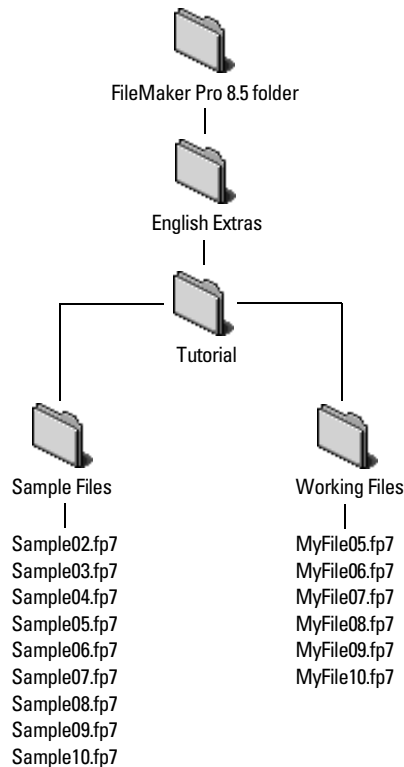 FileMaker Pro 8.5 folder
English Extras
Tutorial
Sample Files
Sample02.fp7
Sample03.fp7
Sample04.fp7
Sample05.fp7
Sample06.fp7
Sample07.fp7
Sample08.fp7
Sample09.fp7
Sample10.fp7
Working Files
MyFile05.fp7
MyFile06.fp7
MyFile07.fp7
MyFile08.fp7
MyFile09.fp7
MyFile10.fp7